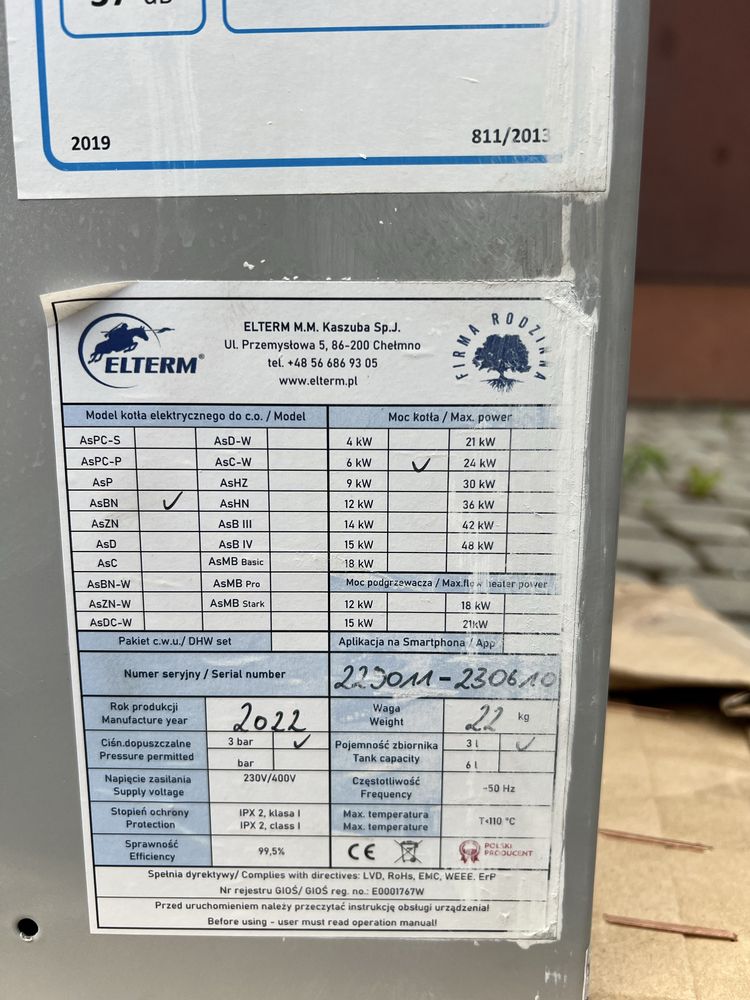 37 dB
2019 811/2013
ELTERM®
ELTERM M.M. Kaszuba Sp.J.
Ul. Przemysłowa 5, 86-200 Chełmno
tel. +48 56 686 93 05
www.elterm.pl
FIRMA RODZINNA
Model kotła elektrycznego do c.o. / Model Moc kotła / Max. power
AsPC-S AsD-W 4 kW 21 kW
AsPC-P AsC-W 6 kW ✓ 24 kW
AsP AsHZ 9 kW 30 kW
AsBN ✓ AsHN 12 kW 36 kW
AsZN AsB III 14 kW 42 kW
AsD AsB IV 15 kW 48 kW
AsC AsMB Basic 18 kW
AsBN-W AsMB Pro Moc podgrzewacza / Max.flow heater power
AsZN-W AsMB Stark 12 kW 18 kW
AsDC-W 15 kW 21kW
Pakiet c.w.u./ DHW set Aplikacja na Smartphona / App
Numer seryjny / Serial number 223011-230610
Rok produkcji
Manufacture year
2022
Waga
Weight
22 kg
Ciśn.dopuszczalne
Pressure permitted
3 bar ✓
bar
Pojemność zbiornika
Tank capacity
3 l ✓
6 l
Napięcie zasilania
Supply voltage
230V/400V
Częstotliwość
Frequency
~50 Hz
Stopień ochrony
Protection
IPX 2, klasa I
IPX 2, class I
Max. temperatura
Max. temperature
T<110 °C
Sprawność
Efficiency
99,5%
CE
POLSKI
PRODUCENT
Spełnia dyrektywy/ Complies with directives: LVD, RoHs, EMC, WEEE. ErP
Nr rejestru GIOŚ/ GIOŚ reg. no.: E0001767W
Przed uruchomieniem należy przeczytać instrukcję obsługi urządzenia!
Before using - user must read operation manual!